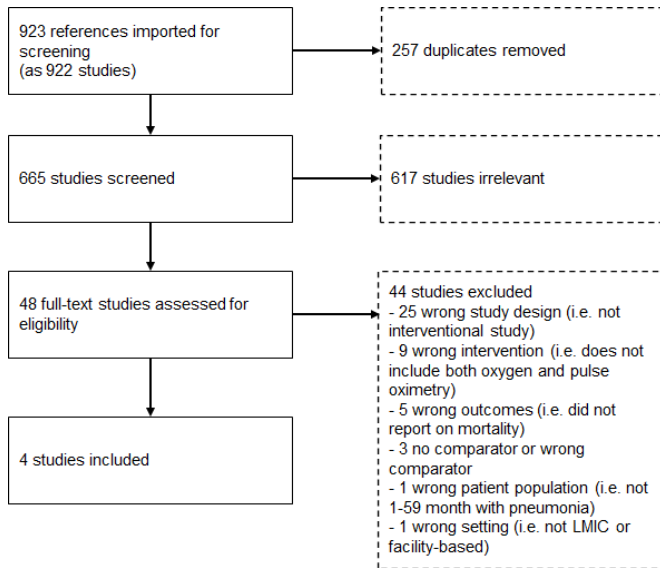 923 references imported for
screening
(as 922 studies)
257 duplicates removed
665 studies screened
617 studies irrelevant
48 full-text studies assessed for
eligibility
44 studies excluded
- 25 wrong study design (i.e. not
interventional study)
- 9 wrong intervention (i.e. does not
include both oxygen and pulse
oximetry)
- 5 wrong outcomes (i.e. did not
report on mortality)
- 3 no comparator or wrong
comparator
- 1 wrong patient population (i.e. not
1-59 month with pneumonia)
- 1 wrong setting (i.e. not LMIC or
facility-based)
4 studies included